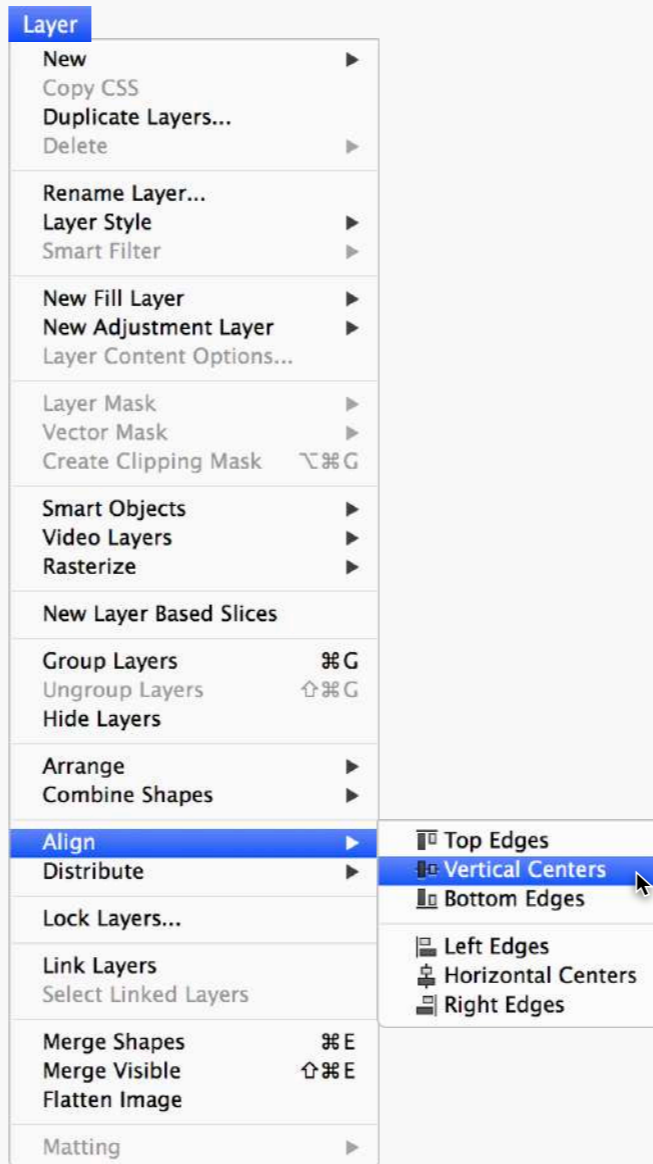 Layer
New ▶
Copy CSS
Duplicate Layers...
Delete ▶
Rename Layer...
Layer Style ▶
Smart Filter ▶
New Fill Layer ▶
New Adjustment Layer ▶
Layer Content Options...
Layer Mask ▶
Vector Mask ▶
Create Clipping Mask ⌥⌘G
Smart Objects ▶
Video Layers ▶
Rasterize ▶
New Layer Based Slices
Group Layers ⌘G
Ungroup Layers ⇧⌘G
Hide Layers
Arrange ▶
Combine Shapes ▶
Align ▶
Distribute ▶
Lock Layers...
Link Layers
Select Linked Layers
Merge Shapes ⌘E
Merge Visible ⇧⌘E
Flatten Image
Matting ▶
Top Edges
Vertical Centers
Bottom Edges
Left Edges
Horizontal Centers
Right Edges